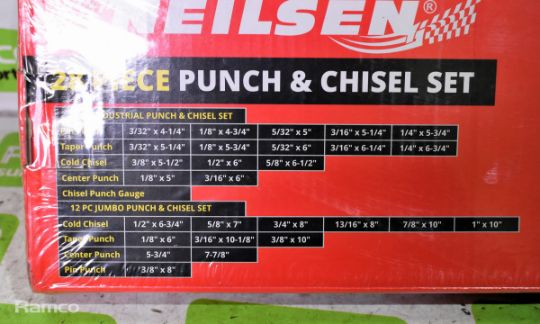 EILSEN®
PIECE PUNCH & CHISEL SET
INDUSTRIAL PUNCH & CHISEL SET
Punch 3/32" x 4-1/4" 1/8" x 4-3/4" 5/32" x 5" 3/16" x 5-1/4" 1/4" x 5-3/4"
Taper Punch 3/32" x 5-1/4" 1/8" x 5-3/4" 5/32" x 6" 3/16" x 6-1/4" 1/4" x 6-3/4"
Cold Chisel 3/8" x 5-1/2" 1/2" x 6" 5/8" x 6-1/2"
Center Punch 1/8" x 5" 3/16" x 6"
Chisel Punch Gauge
12 PC JUMBO PUNCH & CHISEL SET
Cold Chisel 1/2" x 6-3/4" 5/8" x 7" 3/4" x 8" 13/16" x 8" 7/8" x 10" 1" x 10"
Taper Punch 1/8" x 6" 3/16" x 10-1/8" 3/8" x 10"
Center Punch 5-3/4" 7-7/8"
Pin Punch 3/8" x 8"
Ramco